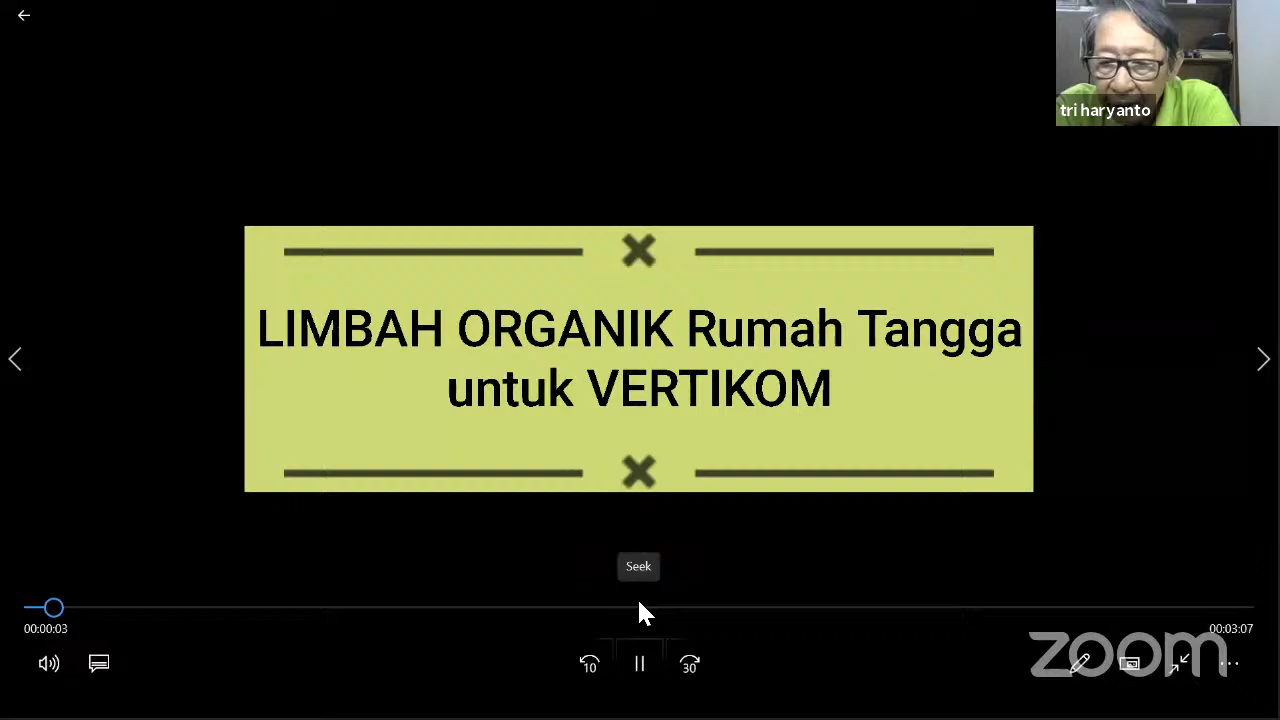 tri haryanto
LIMBAH ORGANIK Rumah Tangga
untuk VERTIKOM
Seek
00:00:03
00:03:07
10
30
zoom